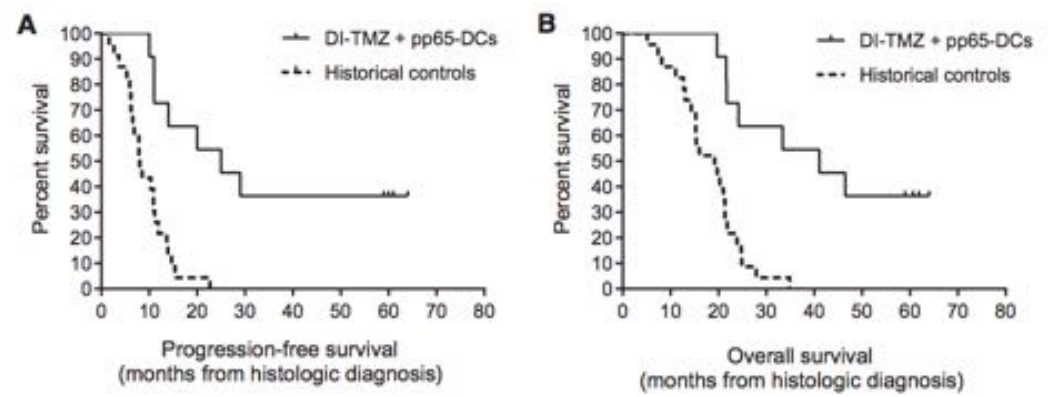 A
DI-TMZ + pp65-DCs
Historical controls
Percent survival
100
90
80
70
60
50
40
30
20
10
0
0 10 20 30 40 50 60 70 80
Progression-free survival
(months from histologic diagnosis)
B
DI-TMZ + pp65-DCs
Historical controls
Percent survival
100
90
80
70
60
50
40
30
20
10
0
0 10 20 30 40 50 60 70 80
Overall survival
(months from histologic diagnosis)